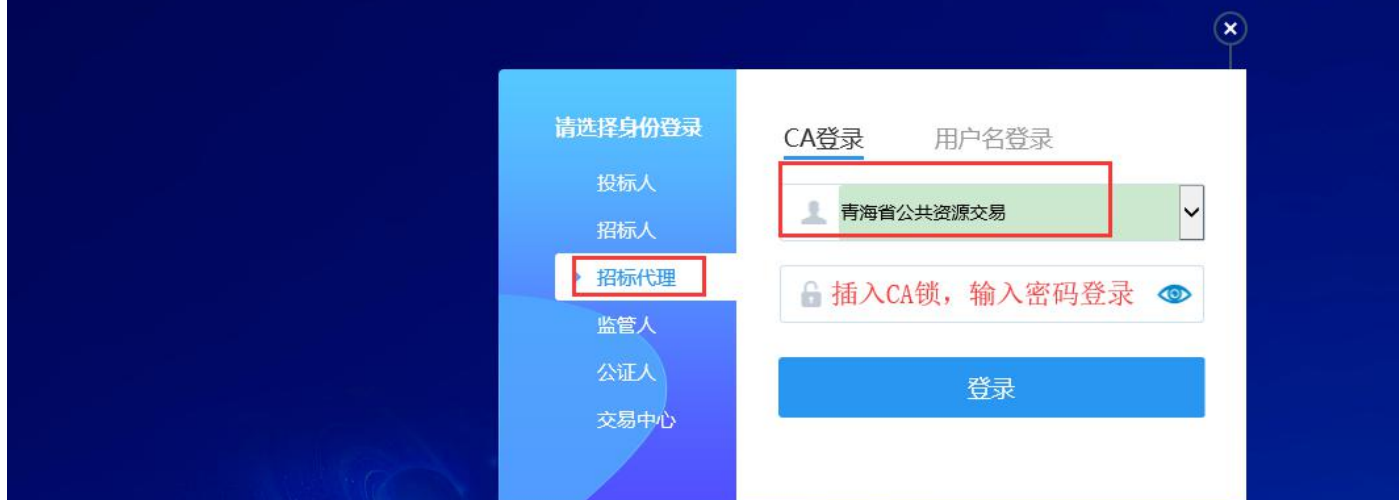 请选择身份登录
投标人
招标人
招标代理
监管人
公证人
交易中心
CA登录 用户名登录
青海省公共资源交易
插入CA锁，输入密码登录
登录